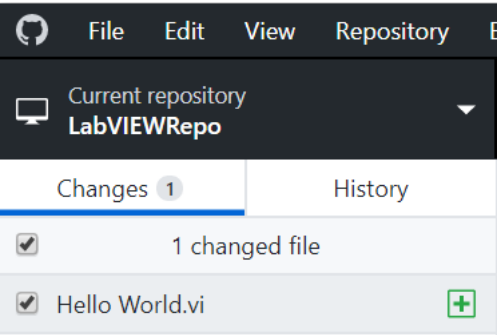 File Edit View Repository
Current repository
LabVIEWRepo
Changes 1 History
1 changed file
Hello World.vi